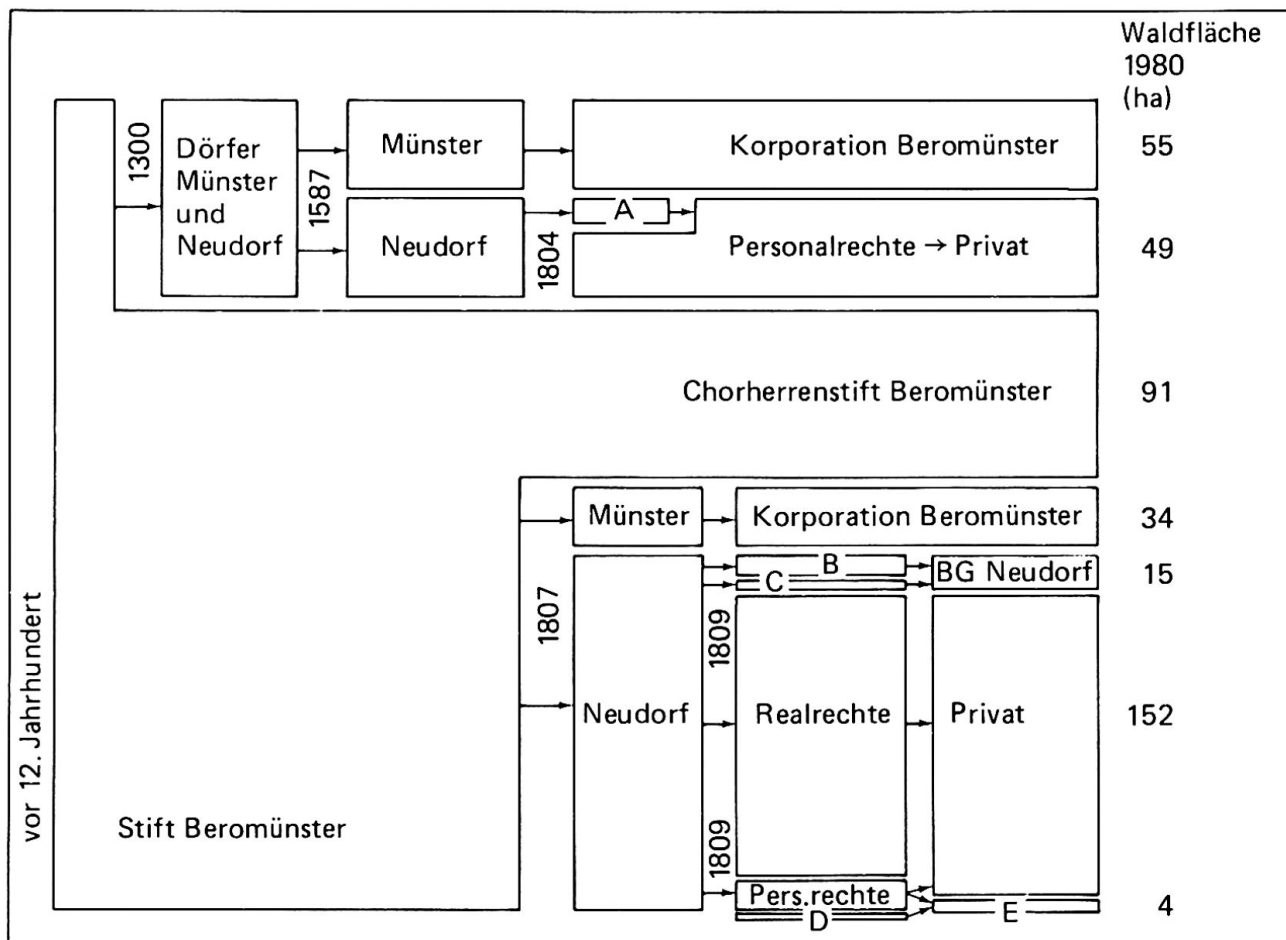 Waldfläche
1980
(ha)
1300
Dörfer
Münster
und
Neudorf
1587
Münster
Korporation Beromünster
55
Neudorf
1804
A
Personalrechte → Privat
49
Chorherrenstift Beromünster
91
vor 12. Jahrhundert
Stift Beromünster
1807
Münster
Korporation Beromünster
34
Neudorf
1809
B
C
BG Neudorf
15
Realrechte
Privat
152
1809
Pers.rechte
D
E
4